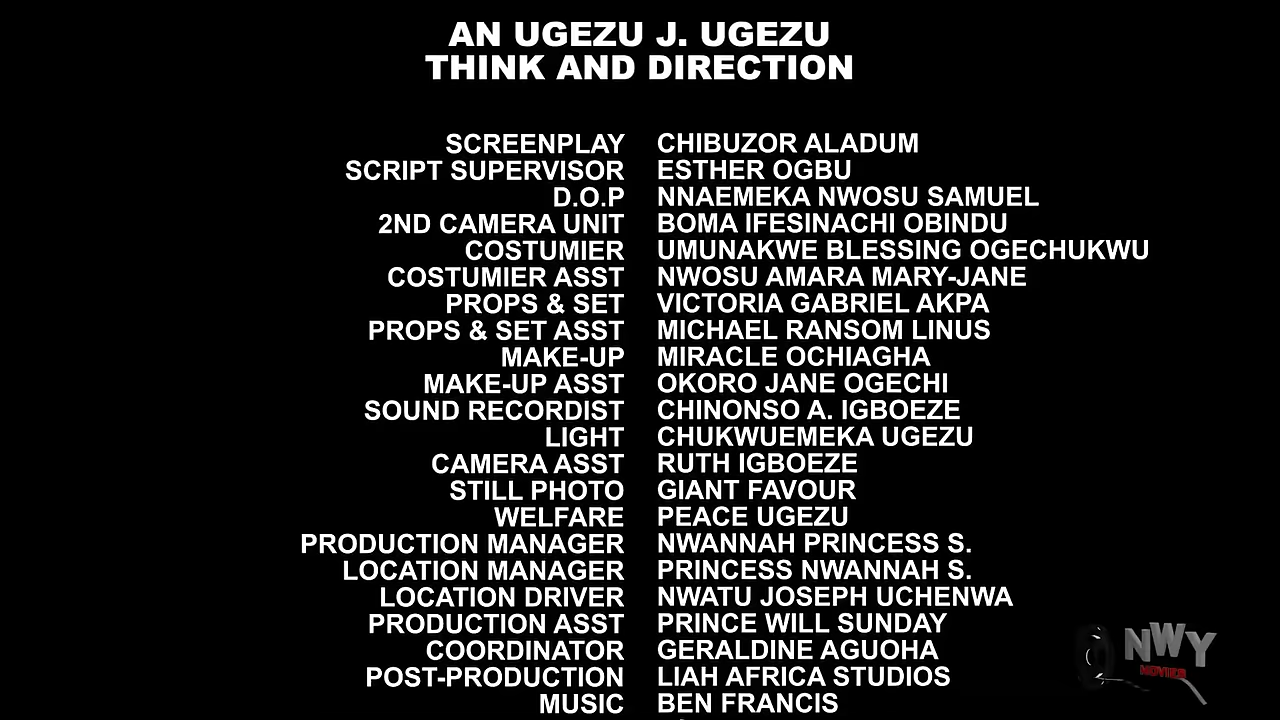 AN UGEZU J. UGEZU
THINK AND DIRECTION
SCREENPLAY CHIBUZOR ALADUM
SCRIPT SUPERVISOR ESTHER OGBU
D.O.P NNAEMEKA NWOSU SAMUEL
2ND CAMERA UNIT BOMA IFESINACHI OBINDU
COSTUMIER UMUNAKWE BLESSING OGECHUKWU
COSTUMIER ASST NWOSU AMARA MARY-JANE
PROPS & SET VICTORIA GABRIEL AKPA
PROPS & SET ASST MICHAEL RANSOM LINUS
MAKE-UP MIRACLE OCHIAGHA
MAKE-UP ASST OKORO JANE OGECHI
SOUND RECORDIST CHINONSO A. IGBOEZE
LIGHT CHUKWUEMEKA UGEZU
CAMERA ASST RUTH IGBOEZE
STILL PHOTO GIANT FAVOUR
WELFARE PEACE UGEZU
PRODUCTION MANAGER NWANNAH PRINCESS S.
LOCATION MANAGER PRINCESS NWANNAH S.
LOCATION DRIVER NWATU JOSEPH UCHENWA
PRODUCTION ASST PRINCE WILL SUNDAY
COORDINATOR GERALDINE AGUOHA
POST-PRODUCTION LIAH AFRICA STUDIOS
MUSIC BEN FRANCIS
NWY
MOVIES